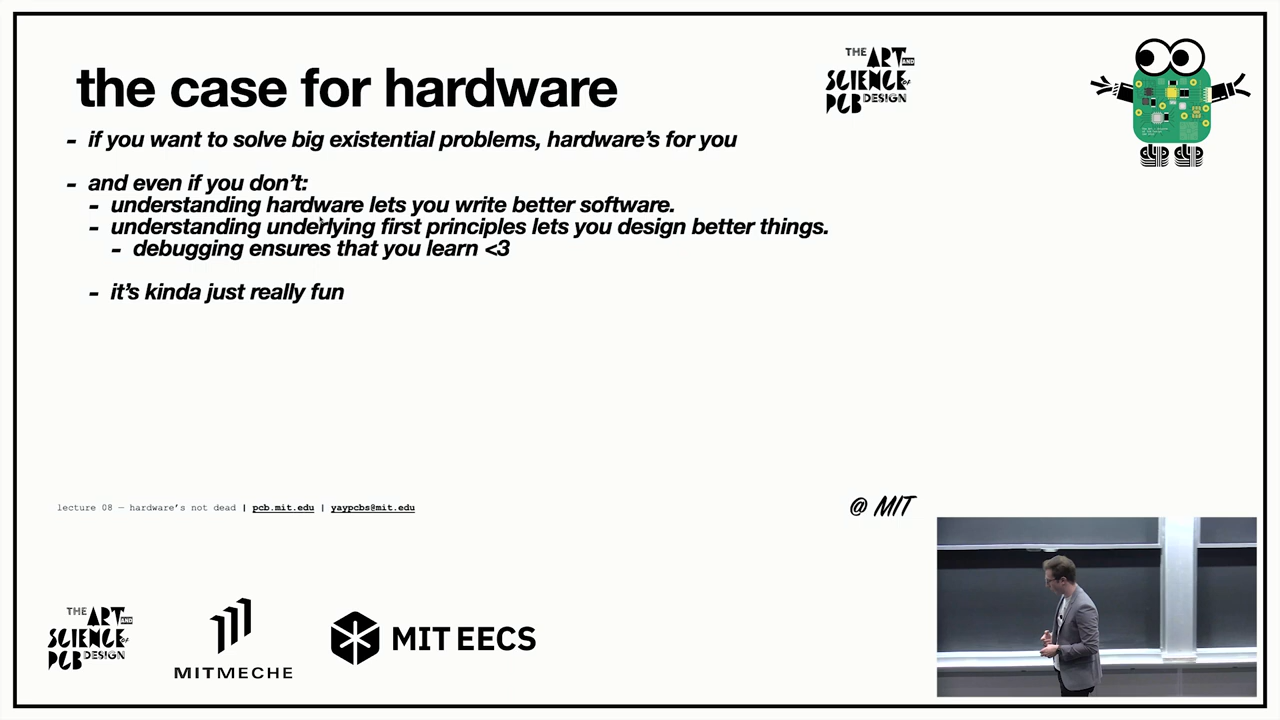 the case for hardware
- if you want to solve big existential problems, hardware's for you
- and even if you don't:
- understanding hardware lets you write better software.
- understanding underlying first principles lets you design better things.
- debugging ensures that you learn <3
- it's kinda just really fun
THE ART AND
SCIENCE of
PCB DESIGN
lecture 08 — hardware's not dead | pcb.mit.edu | yaypcbs@mit.edu
@ MIT
THE ART AND
SCIENCE of
PCB DESIGN
MITMECHE
MIT EECS